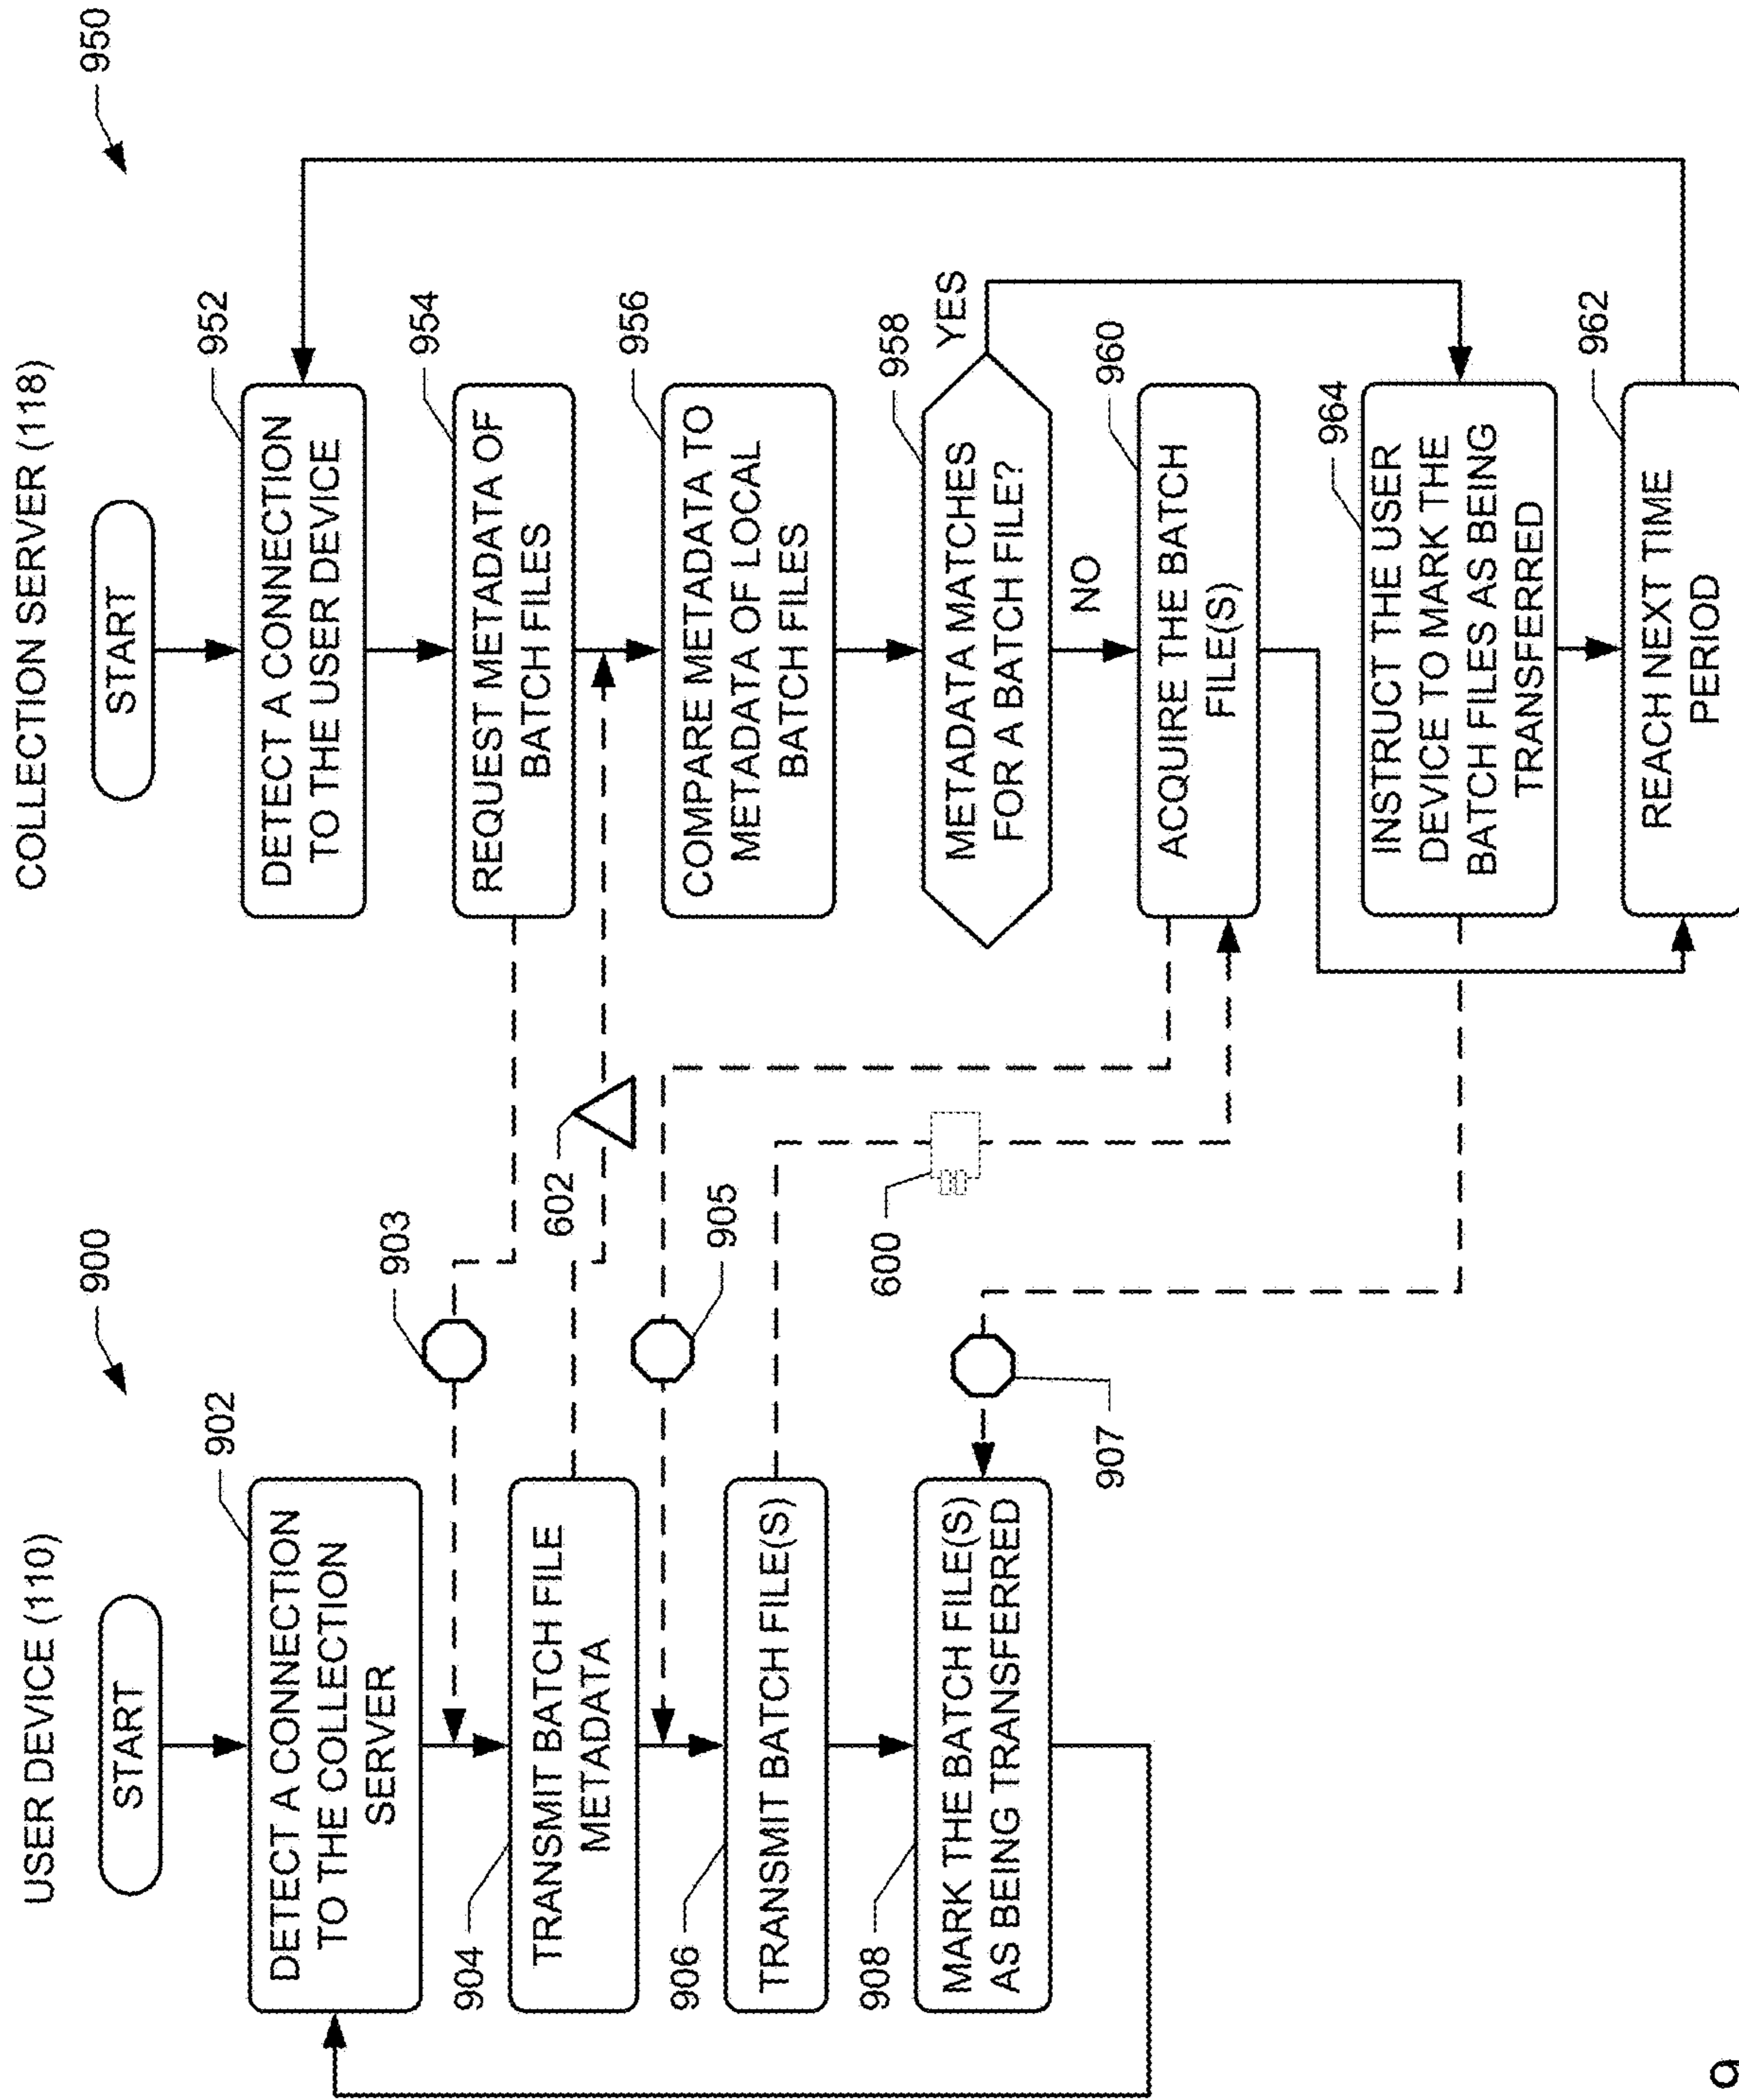 USER DEVICE (110)
900
START
902
DETECT A CONNECTION
TO THE COLLECTION
SERVER
903
904
TRANSMIT BATCH FILE
METADATA
602
905
906
TRANSMIT BATCH FILE(S)
600
908
MARK THE BATCH FILE(S)
AS BEING TRANSFERRED
907
COLLECTION SERVER (118)
950
START
952
DETECT A CONNECTION
TO THE USER DEVICE
954
REQUEST METADATA OF
BATCH FILES
956
COMPARE METADATA TO
METADATA OF LOCAL
BATCH FILES
958
METADATA MATCHES
FOR A BATCH FILE?
YES
NO
960
ACQUIRE THE BATCH
FILE(S)
964
INSTRUCT THE USER
DEVICE TO MARK THE
BATCH FILES AS BEING
TRANSFERRED
962
REACH NEXT TIME
PERIOD
9